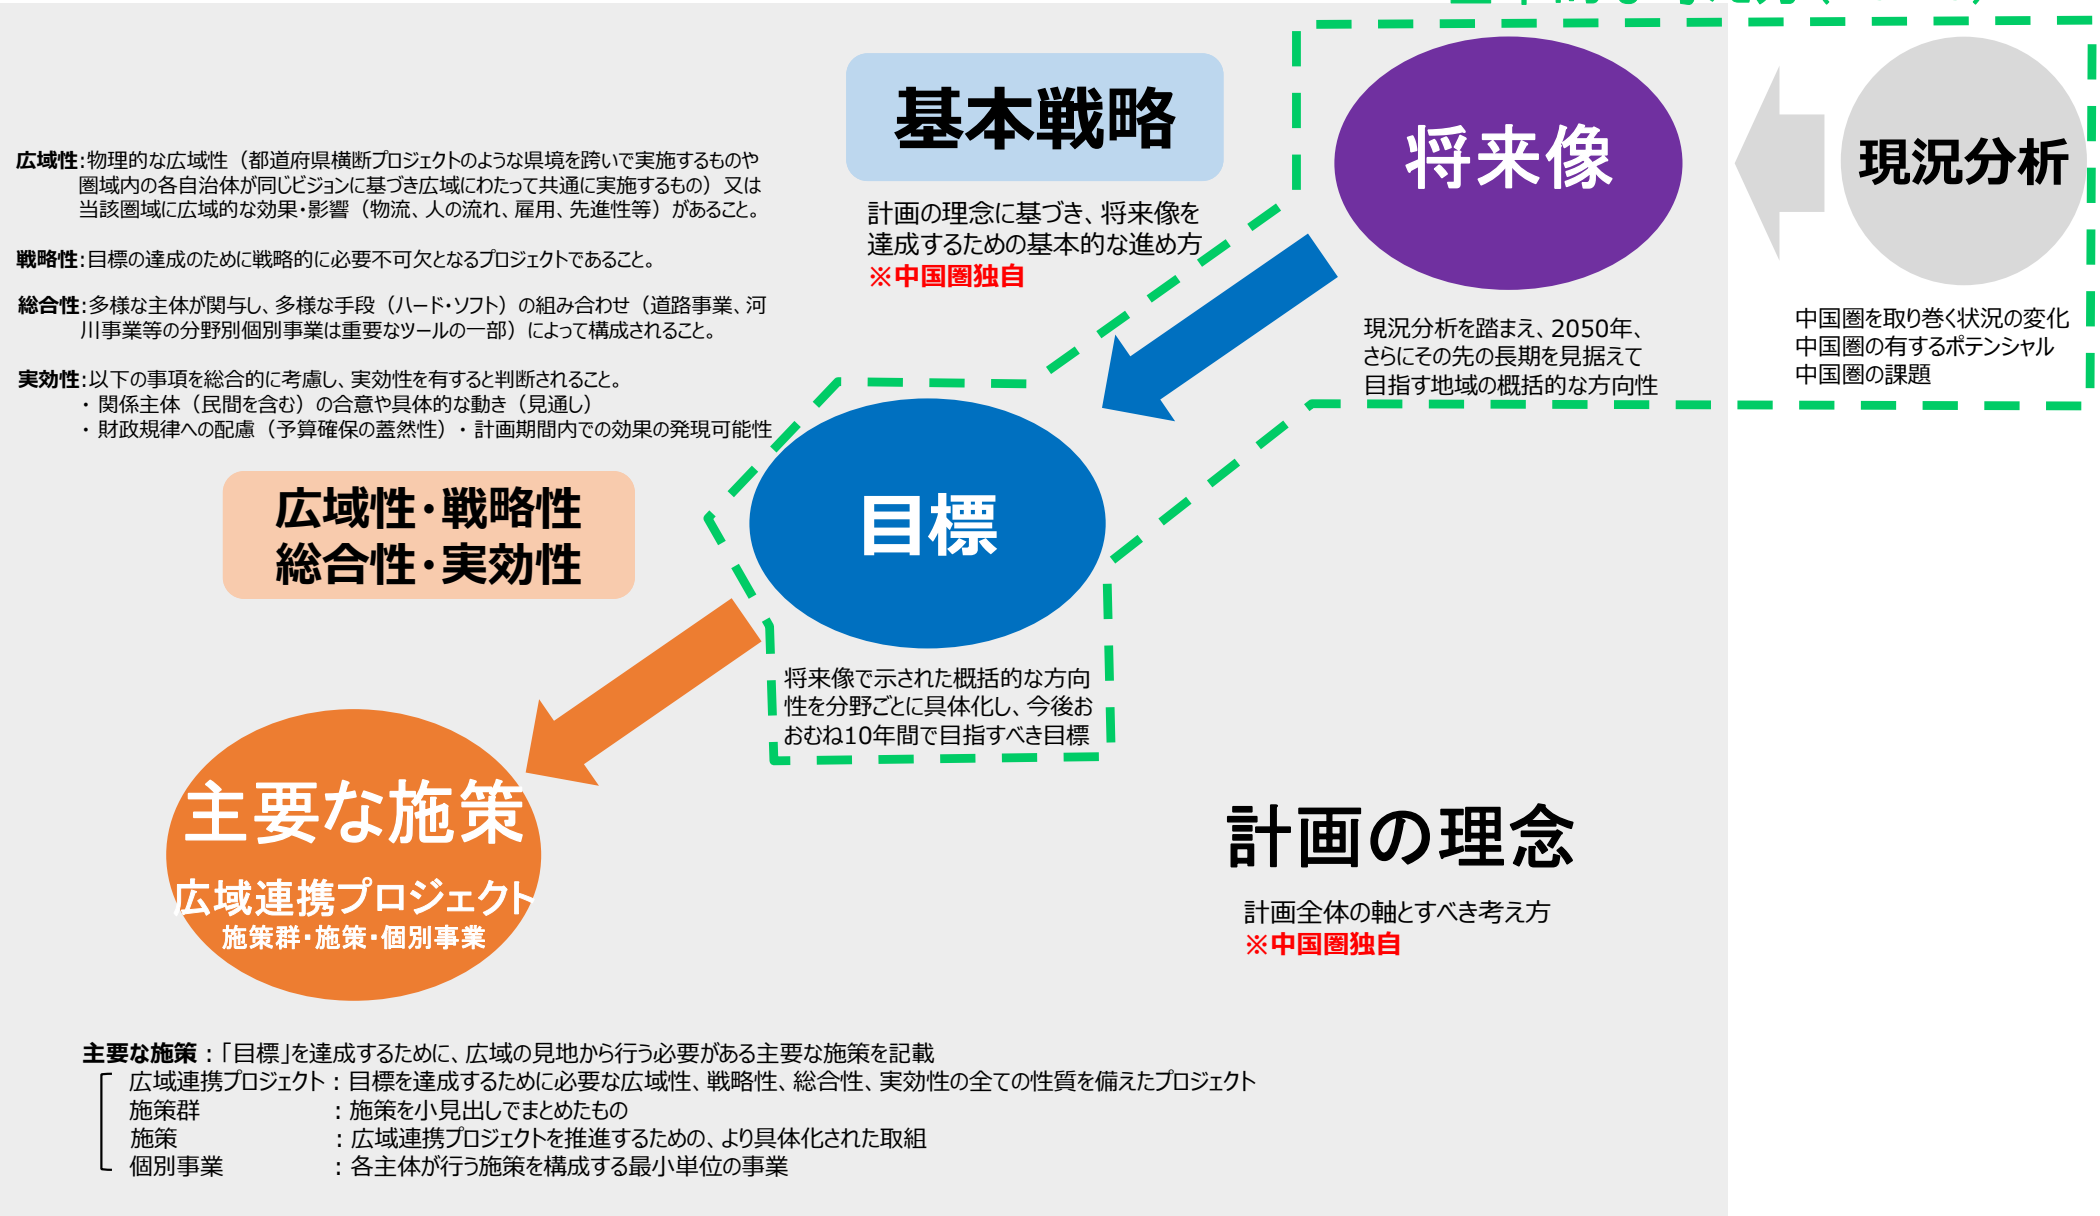 基本戦略
計画の理念に基づき、将来像を
達成するための基本的な進め方
※中国圏独自
将来像
現況分析を踏まえ、2050年、
さらにその先の長期を見据えて
目指す地域の概括的な方向性
現況分析
中国圏を取り巻く状況の変化
中国圏の有するポテンシャル
中国圏の課題
広域性:物理的な広域性（都道府県横断プロジェクトのような県境を跨いで実施するものや
圏域内の各自治体が同じビジョンに基づき広域にわたって共通に実施するもの）又は
当該圏域に広域的な効果・影響（物流、人の流れ、雇用、先進性等）があること。
戦略性:目標の達成のために戦略的に必要不可欠となるプロジェクトであること。
総合性:多様な主体が関与し、多様な手段（ハード・ソフト）の組み合わせ（道路事業、河
川事業等の分野別個別事業は重要なツールの一部）によって構成されること。
実効性:以下の事項を総合的に考慮し、実効性を有すると判断されること。
・関係主体（民間を含む）の合意や具体的な動き（見通し）
・財政規律への配慮（予算確保の蓋然性）・計画期間内での効果の発現可能性
広域性・戦略性
総合性・実効性
目標
将来像で示された概括的な方向
性を分野ごとに具体化し、今後お
おむね10年間で目指すべき目標
主要な施策
広域連携プロジェクト
施策群・施策・個別事業
計画の理念
計画全体の軸とすべき考え方
※中国圏独自
主要な施策：「目標」を達成するために、広域の見地から行う必要がある主要な施策を記載
広域連携プロジェクト：目標を達成するために必要な広域性、戦略性、総合性、実効性の全ての性質を備えたプロジェクト
施策群：施策を小見出しでまとめたもの
施策：広域連携プロジェクトを推進するための、より具体化された取組
個別事業：各主体が行う施策を構成する最小単位の事業